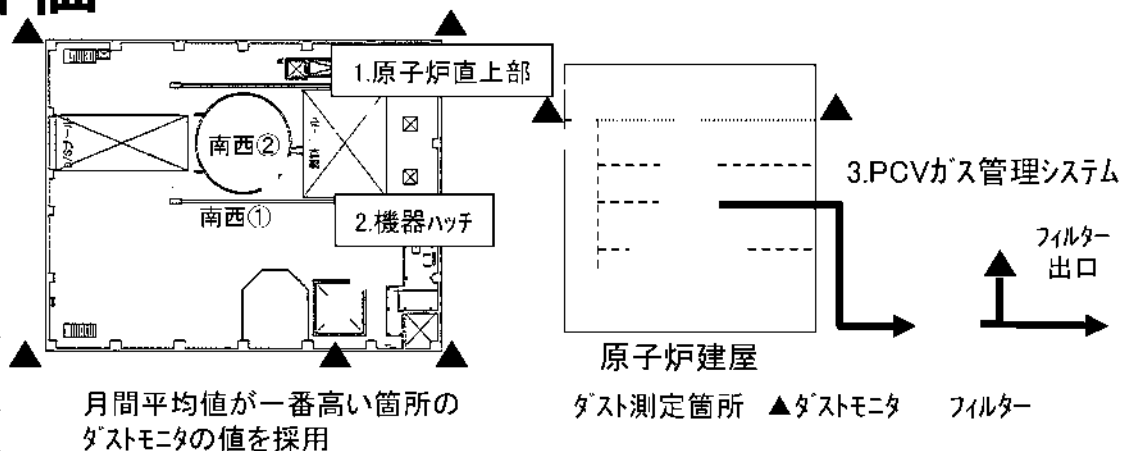 1.原子炉直上部
南西②
南西①
2.機器ハッチ
月間平均値が一番高い箇所の
ダストモニタの値を採用
3.PCVガス管理システム
フィルター
出口
原子炉建屋
ダスト測定箇所 ▲ダストモニタ フィルター